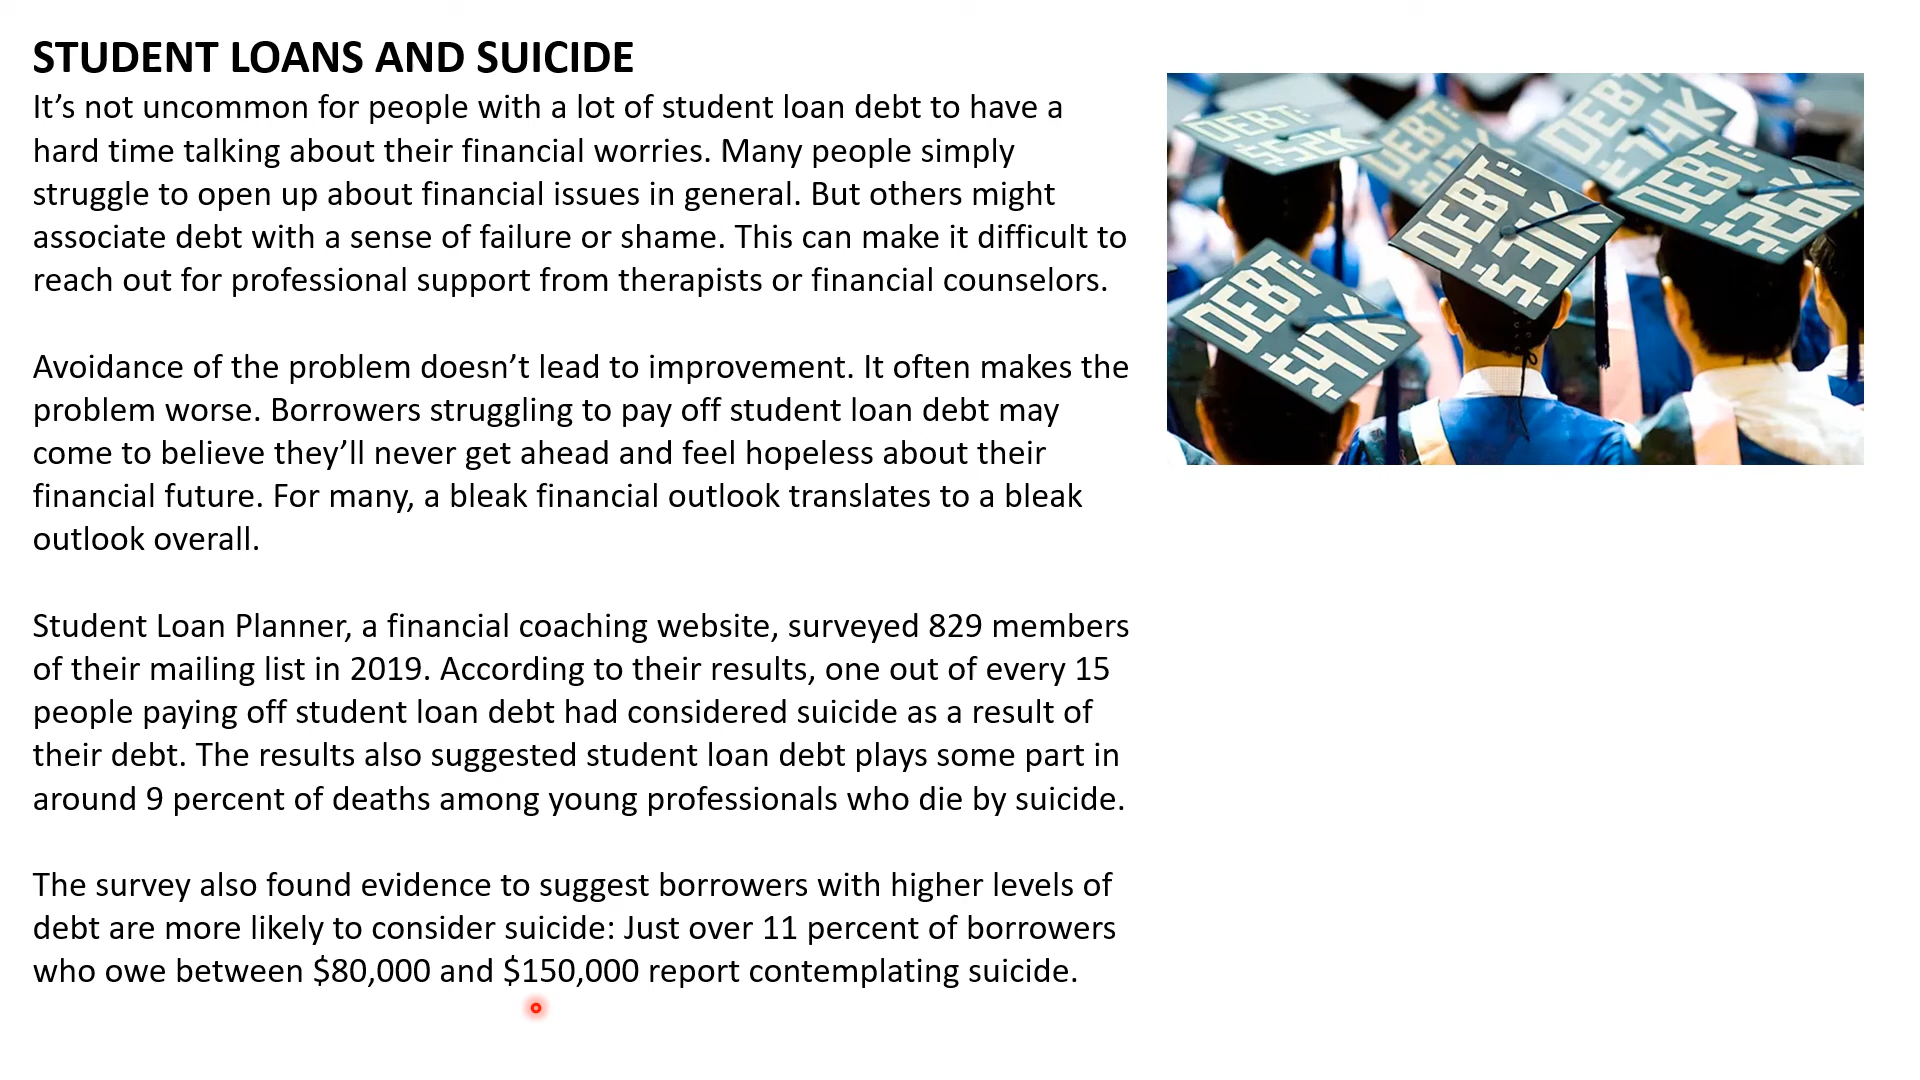 STUDENT LOANS AND SUICIDE
It’s not uncommon for people with a lot of student loan debt to have a
hard time talking about their financial worries. Many people simply
struggle to open up about financial issues in general. But others might
associate debt with a sense of failure or shame. This can make it difficult to
reach out for professional support from therapists or financial counselors.
Avoidance of the problem doesn’t lead to improvement. It often makes the
problem worse. Borrowers struggling to pay off student loan debt may
come to believe they’ll never get ahead and feel hopeless about their
financial future. For many, a bleak financial outlook translates to a bleak
outlook overall.
Student Loan Planner, a financial coaching website, surveyed 829 members
of their mailing list in 2019. According to their results, one out of every 15
people paying off student loan debt had considered suicide as a result of
their debt. The results also suggested student loan debt plays some part in
around 9 percent of deaths among young professionals who die by suicide.
The survey also found evidence to suggest borrowers with higher levels of
debt are more likely to consider suicide: Just over 11 percent of borrowers
who owe between $80,000 and $150,000 report contemplating suicide.
DEBT:
$52K
DEBT:
DEBT:
$74K
DEBT:
$31K
DEBT:
$26K
DEBT:
$47K